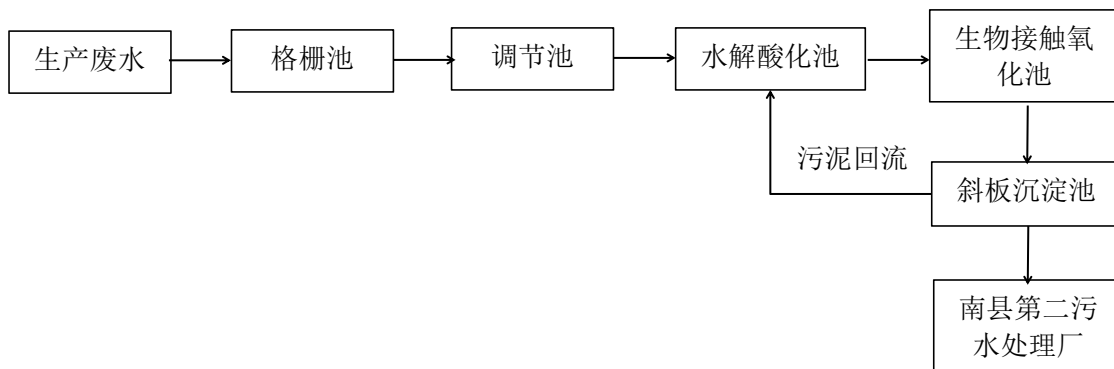 生产废水
格栅池
调节池
水解酸化池
生物接触氧
化池
污泥回流
斜板沉淀池
南县第二污
水处理厂